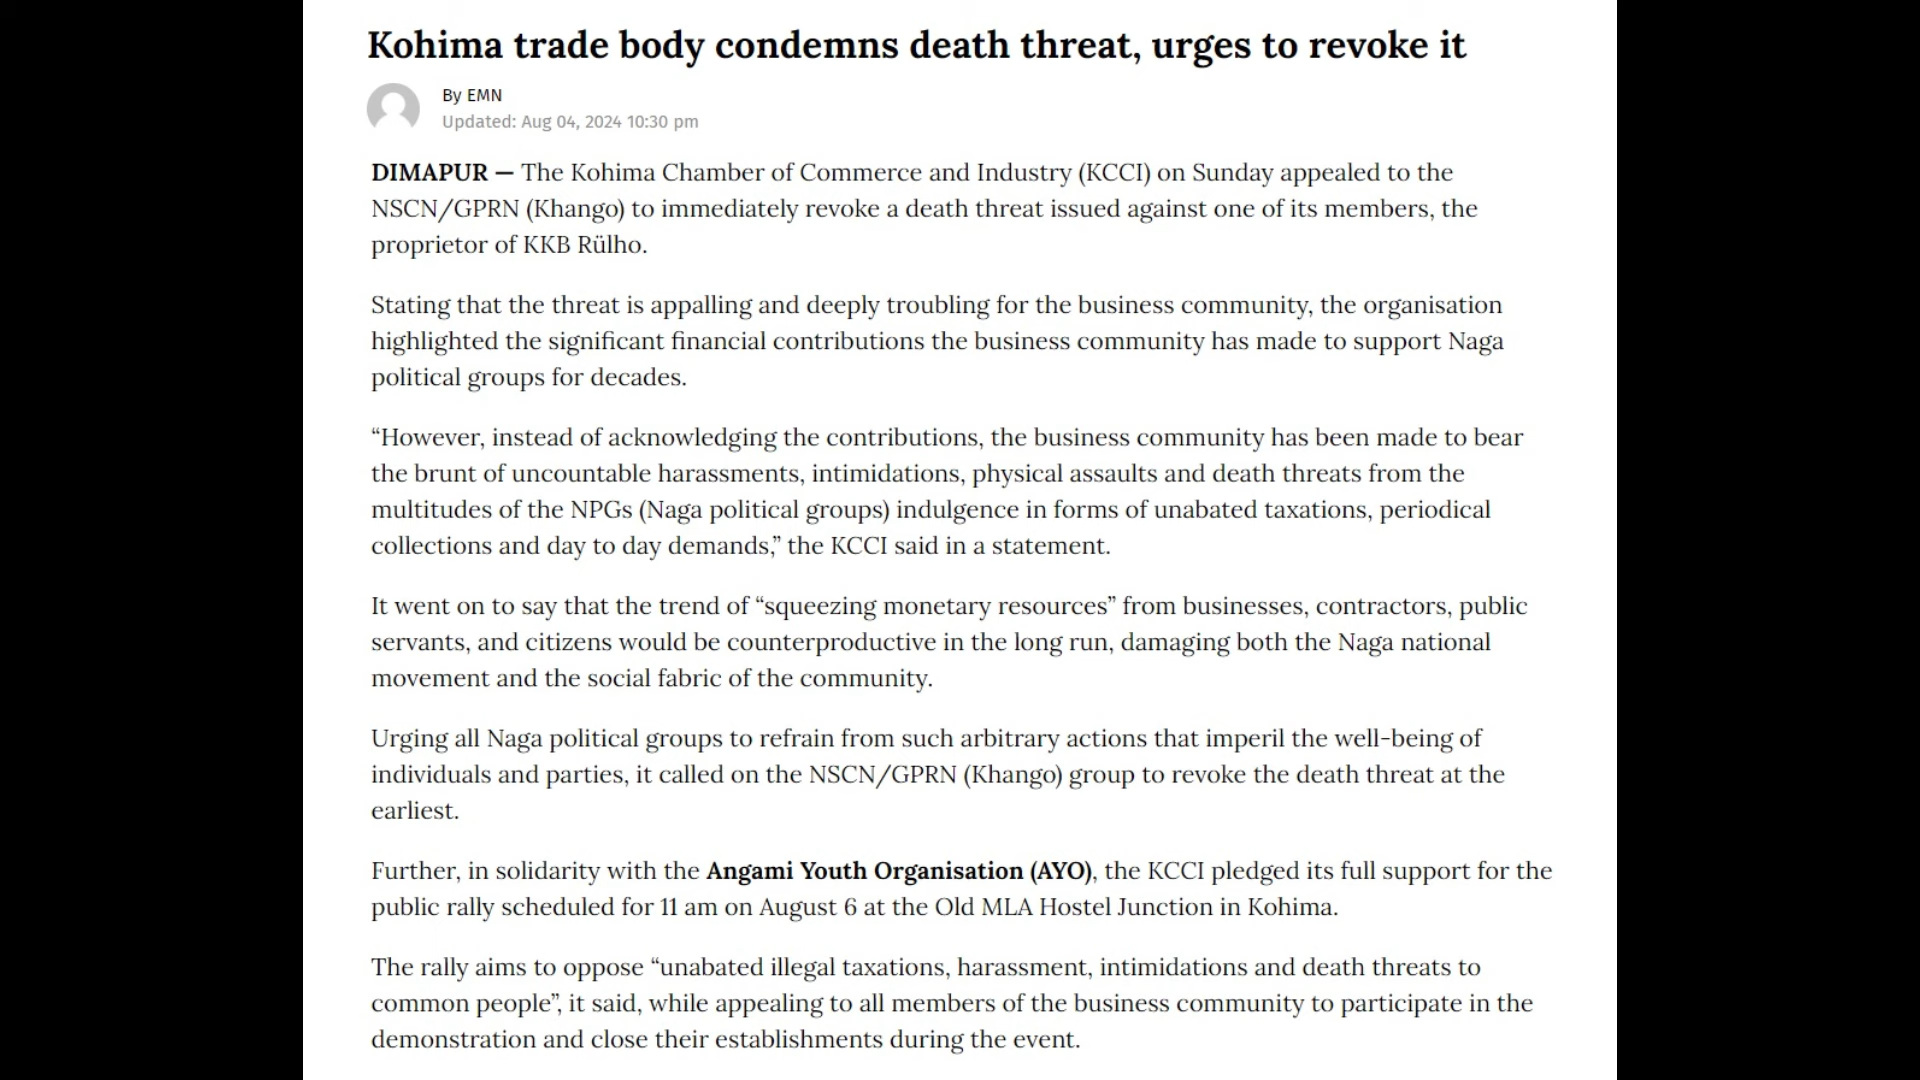 Kohima trade body condemns death threat, urges to revoke it
By EMN
Updated: Aug 04, 2024 10:30 pm
DIMAPUR — The Kohima Chamber of Commerce and Industry (KCCI) on Sunday appealed to the
NSCN/GPRN (Khango) to immediately revoke a death threat issued against one of its members, the
proprietor of KKB Rülho.
Stating that the threat is appalling and deeply troubling for the business community, the organisation
highlighted the significant financial contributions the business community has made to support Naga
political groups for decades.
“However, instead of acknowledging the contributions, the business community has been made to bear
the brunt of uncountable harassments, intimidations, physical assaults and death threats from the
multitudes of the NPGs (Naga political groups) indulgence in forms of unabated taxations, periodical
collections and day to day demands,” the KCCI said in a statement.
It went on to say that the trend of “squeezing monetary resources” from businesses, contractors, public
servants, and citizens would be counterproductive in the long run, damaging both the Naga national
movement and the social fabric of the community.
Urging all Naga political groups to refrain from such arbitrary actions that imperil the well-being of
individuals and parties, it called on the NSCN/GPRN (Khango) group to revoke the death threat at the
earliest.
Further, in solidarity with the Angami Youth Organisation (AYO), the KCCI pledged its full support for the
public rally scheduled for 11 am on August 6 at the Old MLA Hostel Junction in Kohima.
The rally aims to oppose “unabated illegal taxations, harassment, intimidations and death threats to
common people”, it said, while appealing to all members of the business community to participate in the
demonstration and close their establishments during the event.